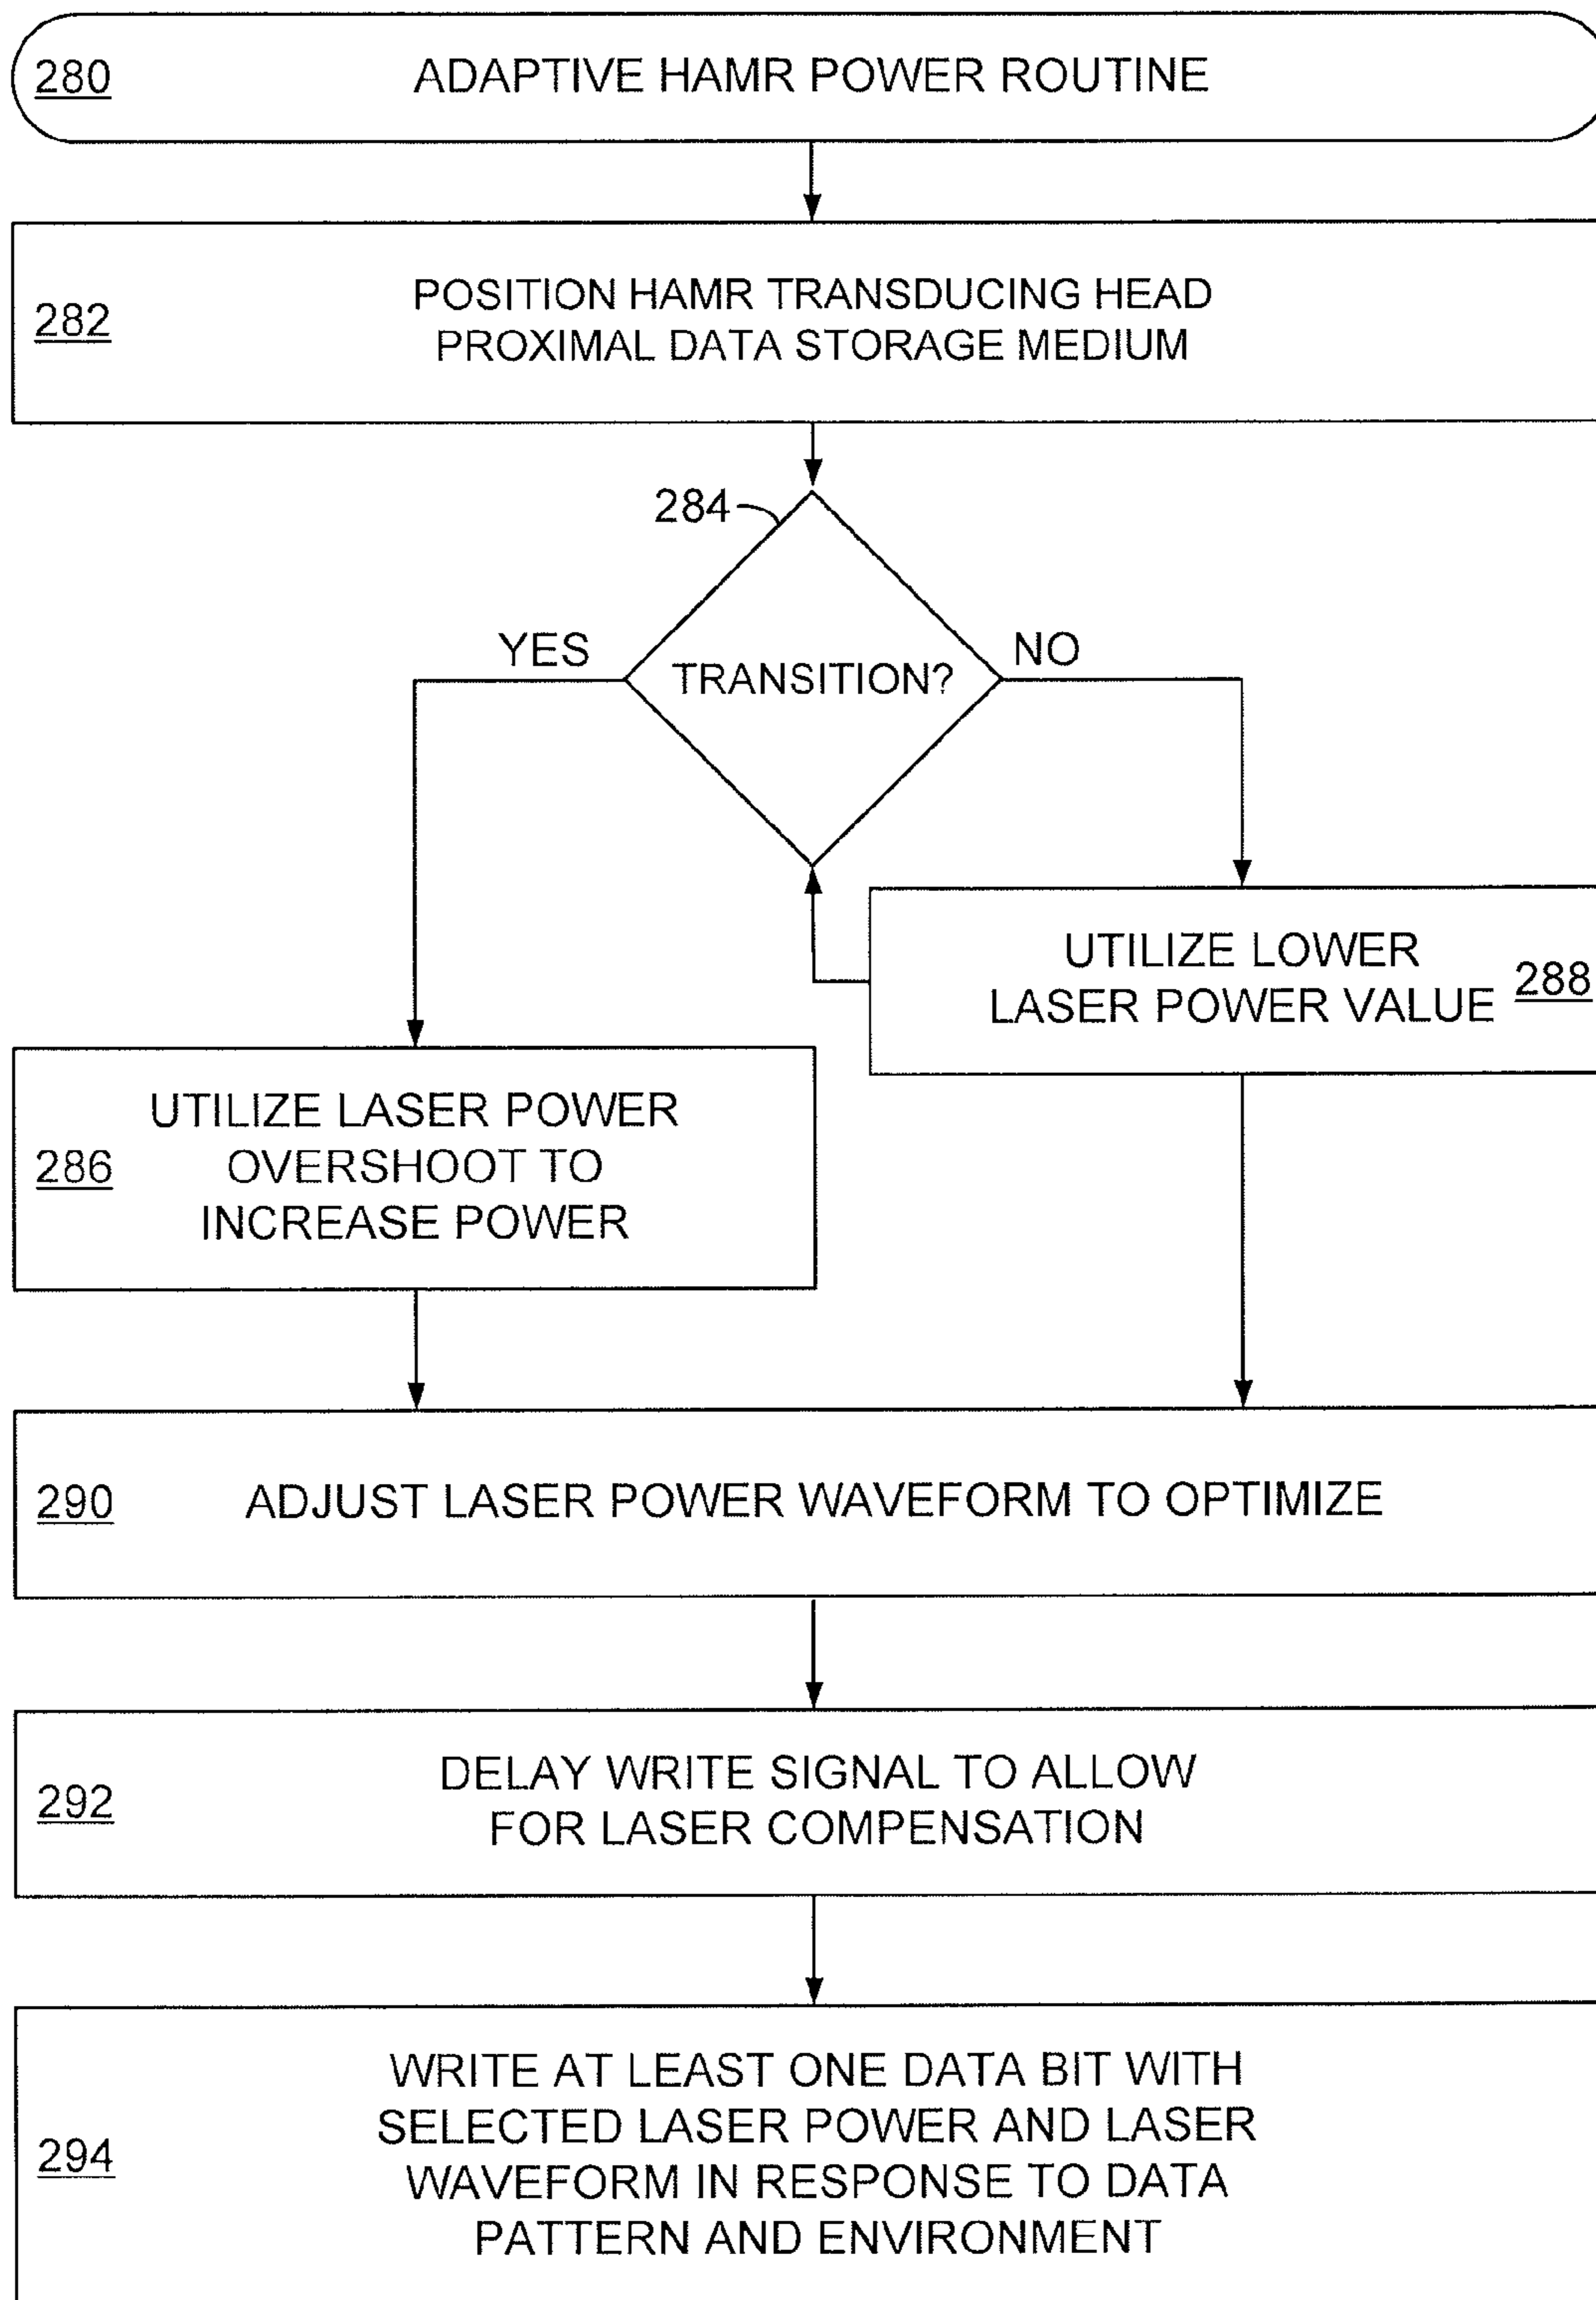 280 ADAPTIVE HAMR POWER ROUTINE
282
POSITION HAMR TRANSDUCING HEAD
PROXIMAL DATA STORAGE MEDIUM
284
YES
NO
TRANSITION?
UTILIZE LOWER
LASER POWER VALUE
288
UTILIZE LASER POWER
286 OVERSHOOT TO
INCREASE POWER
290 ADJUST LASER POWER WAVEFORM TO OPTIMIZE
292
DELAY WRITE SIGNAL TO ALLOW
FOR LASER COMPENSATION
294
WRITE AT LEAST ONE DATA BIT WITH
SELECTED LASER POWER AND LASER
WAVEFORM IN RESPONSE TO DATA
PATTERN AND ENVIRONMENT